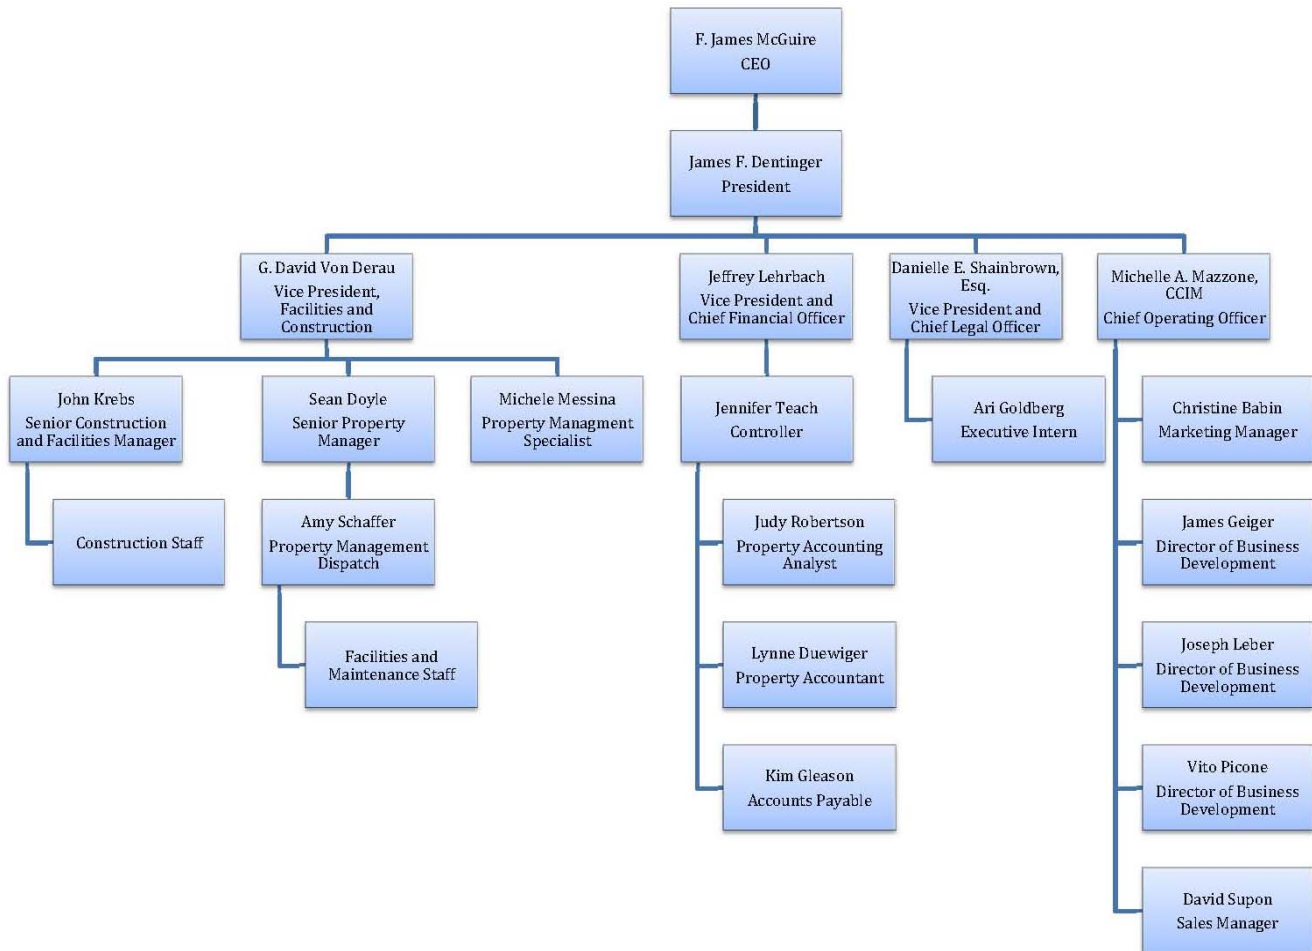 F. James McGuire
CEO
James F. Dentinger
President
G. David Von Derau
Vice President,
Facilities and
Construction
Jeffrey Lehrbach
Vice President and
Chief Financial Officer
Danielle E. Shainbrown,
Esq.
Vice President and
Chief Legal Officer
Michelle A. Mazzone,
CCIM
Chief Operating Officer
John Krebs
Senior Construction
and Facilities Manager
Sean Doyle
Senior Property
Manager
Michele Messina
Property Managment
Specialist
Jennifer Teach
Controller
Ari Goldberg
Executive Intern
Christine Babin
Marketing Manager
Construction Staff
Amy Schaffer
Property Management
Dispatch
Judy Robertson
Property Accounting
Analyst
James Geiger
Director of Business
Development
Facilities and
Maintenance Staff
Lynne Duewiger
Property Accountant
Joseph Leber
Director of Business
Development
Kim Gleason
Accounts Payable
Vito Picone
Director of Business
Development
David Supon
Sales Manager